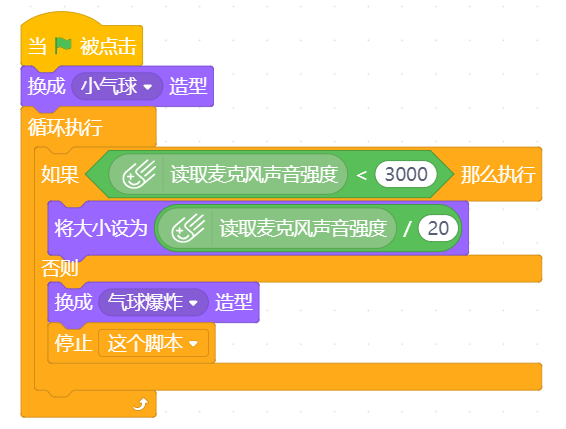 当 被点击
换成 小气球 造型
循环执行
如果 读取麦克风声音强度 < 3000 那么执行
将大小设为 读取麦克风声音强度 / 20
否则
换成 气球爆炸 造型
停止 这个脚本